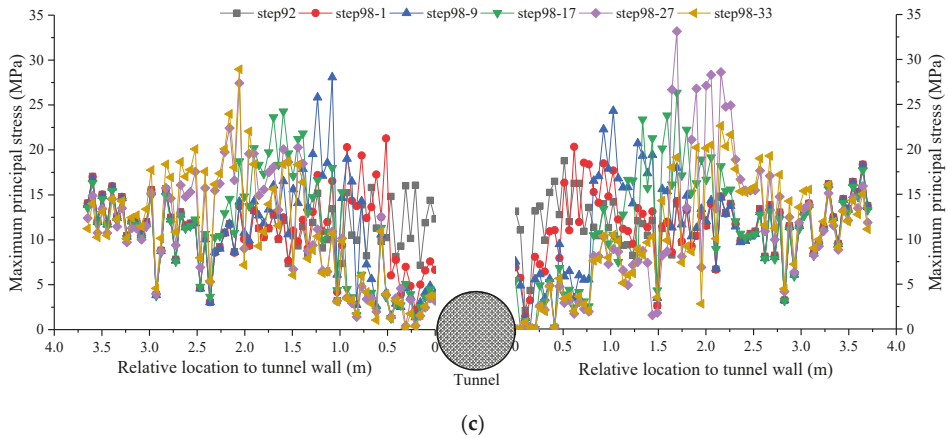 step92 step98-1 step98-9 step98-17 step98-27 step98-33
Maximum principal stress (MPa)
35
30
25
20
15
10
5
0
4.0 3.5 3.0 2.5 2.0 1.5 1.0 0.5 0
Relative location to tunnel wall (m)
Tunnel
0 0.5 1.0 1.5 2.0 2.5 3.0 3.5 4.0
Relative location to tunnel wall (m)
35
30
25
20
15
10
5
0
Maximum principal stress (MPa)
(c)